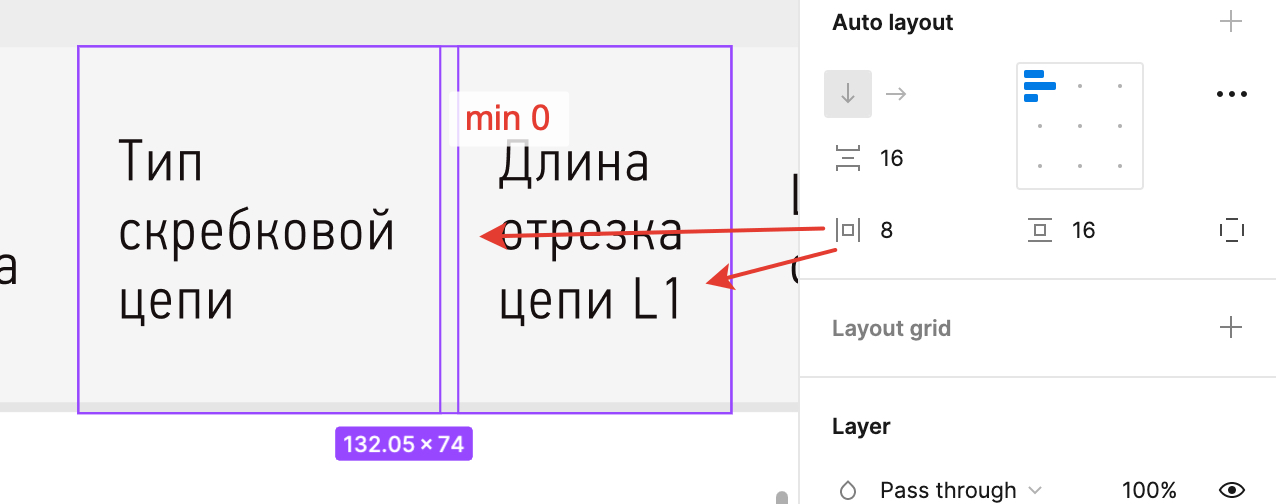 Auto layout
min 0
Тип
скребковой
цепи
Длина
отрезка
цепи L1
а
132.05 × 74
16
8
16
Layout grid
Layer
Pass through
100%